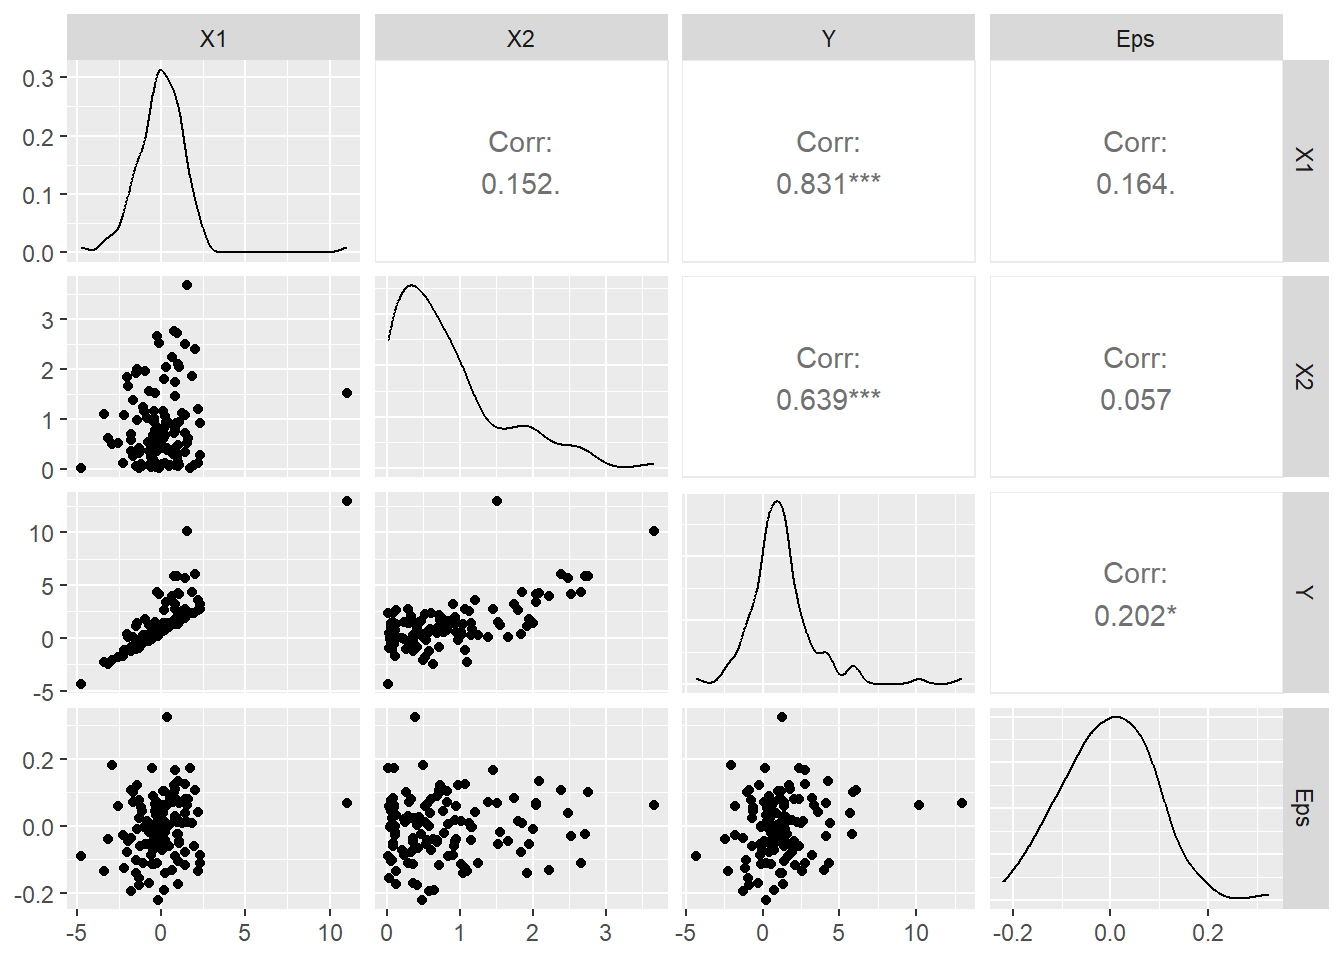 X1 X2 Y Eps
0.3
0.2
0.1
0.0
Corr:
0.152.
Corr:
0.831***
Corr:
0.164.
X1
3
2
1
0
Corr:
0.639***
Corr:
0.057
X2
10
5
0
-5
Corr:
0.202*
Y
0.2
0.0
-0.2
Eps
-5 0 5 10 0 1 2 3 -5 0 5 10 -0.2 0.0 0.2